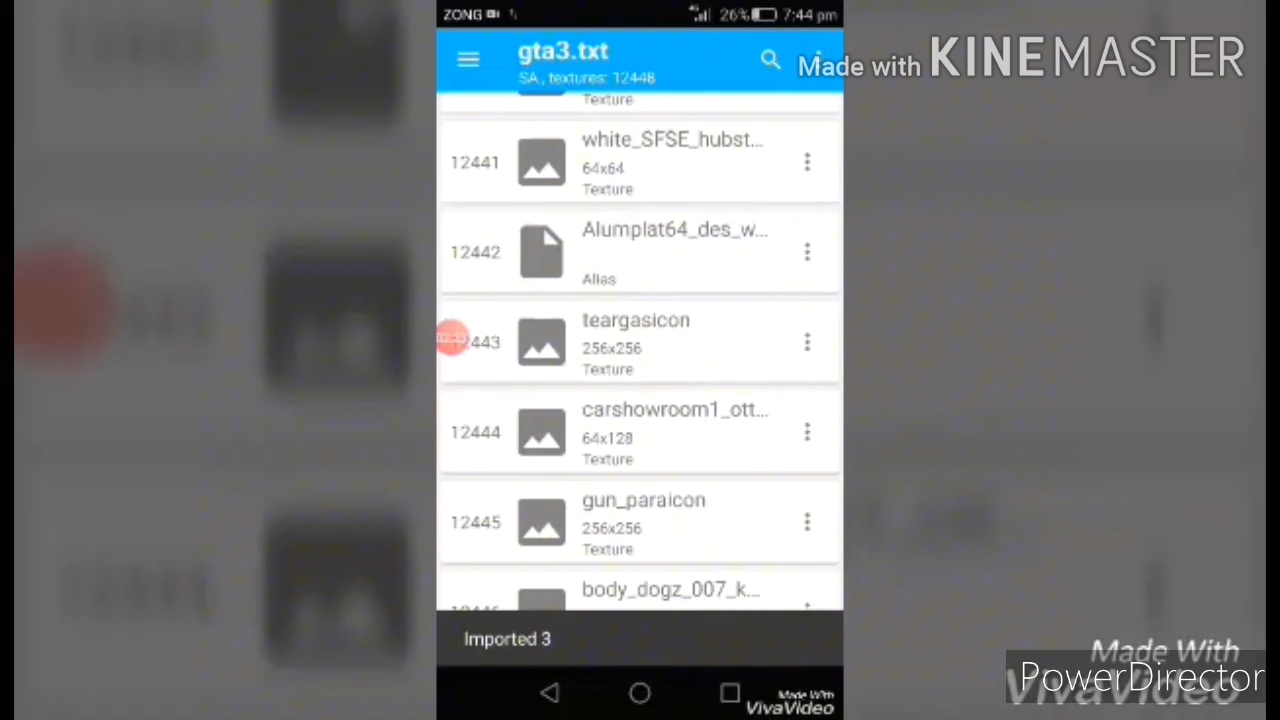 ZONG
26% 7:44 pm
gta3.txt
SA, textures: 12448
Made with KINEMASTER
Texture
12441
white_SFSE_hubst...
64x64
Texture
12442
Alumplat64_des_w...
Alias
teargasicon
443
256x256
Texture
12444
carshowroom1_ott...
64x128
Texture
12445
gun_paraicon
256x256
Texture
body_dogz_007_k...
Imported 3
Made With
VivaVideo
Made With
VivaVideo
PowerDirector